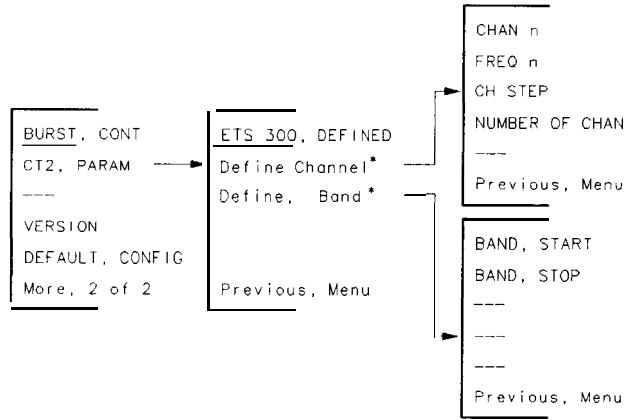 BURST, CONT
CT2, PARAM
---
VERSION
DEFAULT, CONFIG
More, 2 of 2
ETS 300, DEFINED
Define Channel*
Define, Band*
Previous, Menu
CHAN n
FREQ n
CH STEP
NUMBER OF CHAN
---
Previous, Menu
BAND, START
BAND, STOP
---
---
---
Previous, Menu